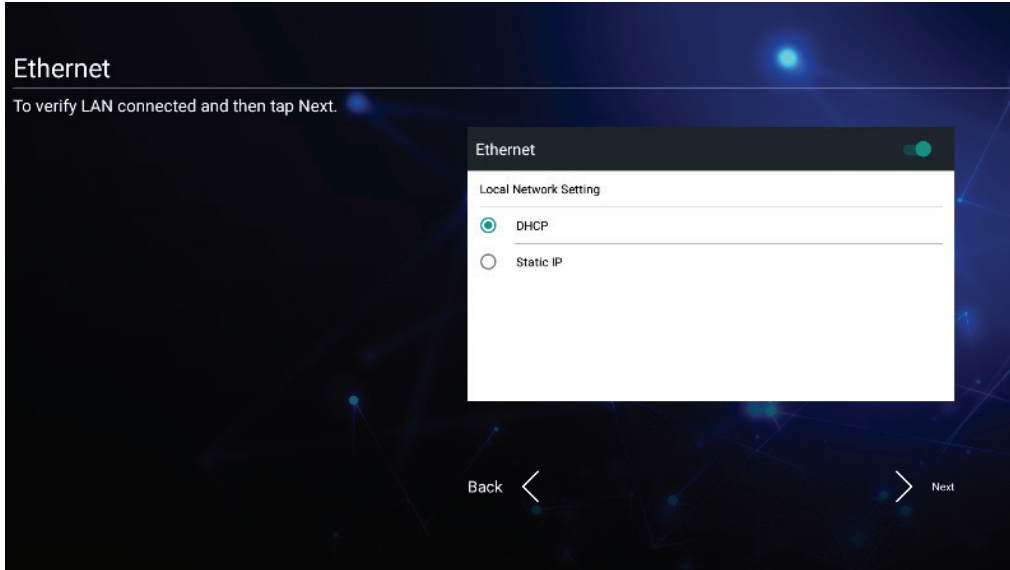 Ethernet
To verify LAN connected and then tap Next.
Ethernet
Local Network Setting
DHCP
Static IP
Back
Next